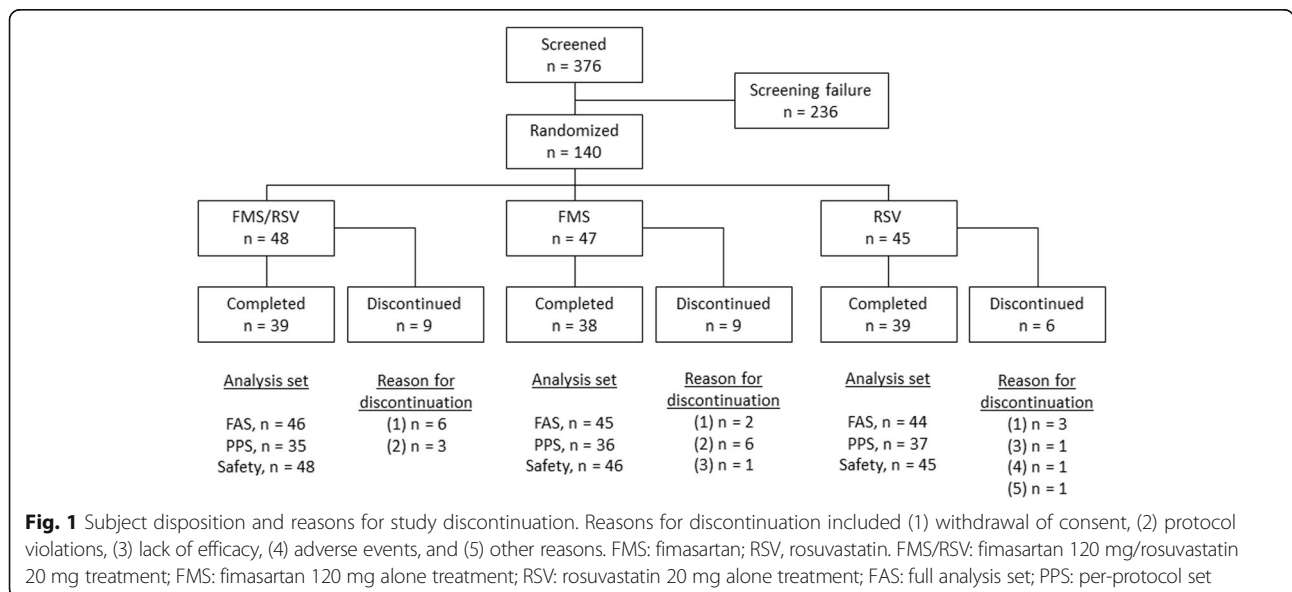 Screened
n = 376
Screening failure
n = 236
Randomized
n = 140
FMS/RSV
n = 48
FMS
n = 47
RSV
n = 45
Completed
n = 39
Discontinued
n = 9
Completed
n = 38
Discontinued
n = 9
Completed
n = 39
Discontinued
n = 6
Analysis set
FAS, n = 46
PPS, n = 35
Safety, n = 48
Reason for
discontinuation
(1) n = 6
(2) n = 3
Analysis set
FAS, n = 45
PPS, n = 36
Safety, n = 46
Reason for
discontinuation
(1) n = 2
(2) n = 6
(3) n = 1
Analysis set
FAS, n = 44
PPS, n = 37
Safety, n = 45
Reason for
discontinuation
(1) n = 3
(3) n = 1
(4) n = 1
(5) n = 1
Fig. 1 Subject disposition and reasons for study discontinuation. Reasons for discontinuation included (1) withdrawal of consent, (2) protocol
violations, (3) lack of efficacy, (4) adverse events, and (5) other reasons. FMS: fimasartan; RSV, rosuvastatin. FMS/RSV: fimasartan 120 mg/rosuvastatin
20 mg treatment; FMS: fimasartan 120 mg alone treatment; RSV: rosuvastatin 20 mg alone treatment; FAS: full analysis set; PPS: per-protocol set